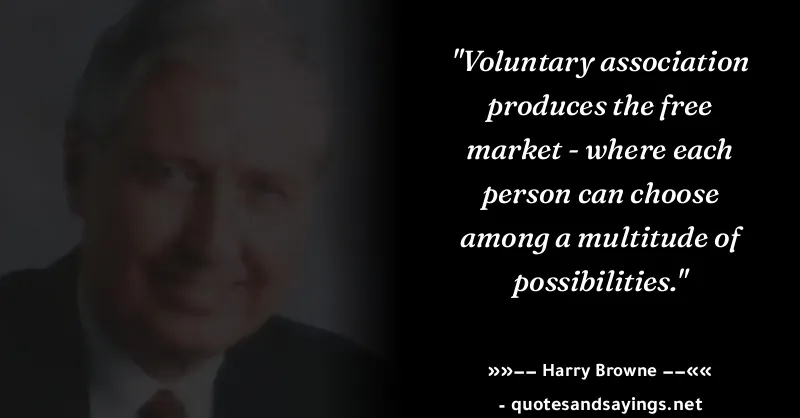 "Voluntary association
produces the free
market - where each
person can choose
among a multitude of
possibilities."
»»−− Harry Browne −−««
- quotesandsayings.net